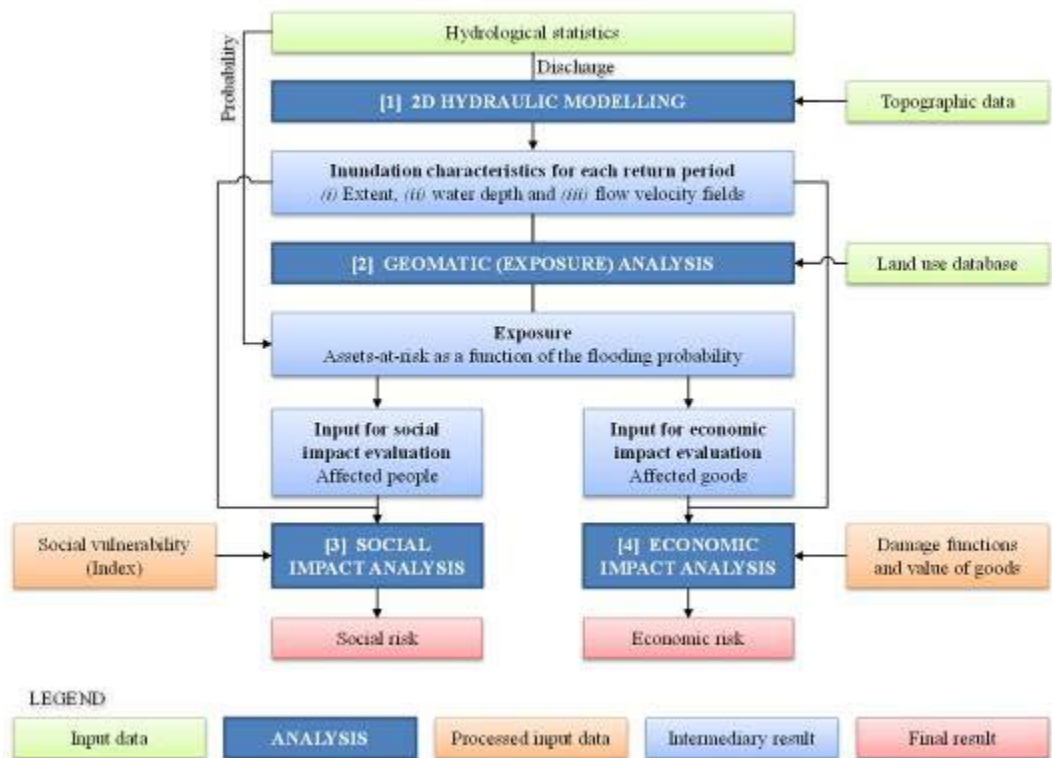 Hydrological statistics
Probability
Discharge
[1] 2D HYDRAULIC MODELLING
Topographic data
Inundation characteristics for each return period
(i) Extent, (ii) water depth and (iii) flow velocity fields
[2] GEOMATIC (EXPOSURE) ANALYSIS
Land use database
Exposure
Assets-at-risk as a function of the flooding probability
Input for social
impact evaluation
Affected people
Input for economic
impact evaluation
Affected goods
Social vulnerability
(Index)
[3] SOCIAL
IMPACT ANALYSIS
[4] ECONOMIC
IMPACT ANALYSIS
Damage functions
and value of goods
Social risk
Economic risk
LEGEND
Input data
ANALYSIS
Processed input data
Intermediary result
Final result